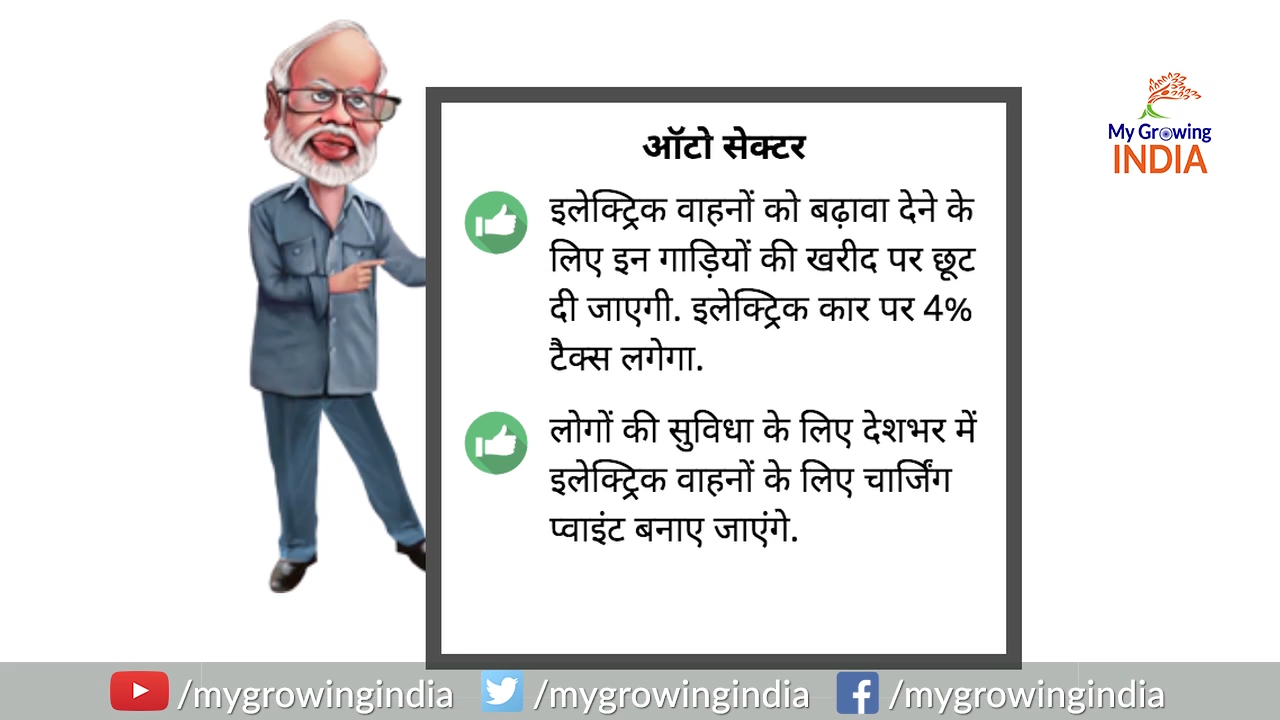 ऑटो सेक्टर
इलेक्ट्रिक वाहनों को बढ़ावा देने के
लिए इन गाड़ियों की खरीद पर छूट
दी जाएगी. इलेक्ट्रिक कार पर 4%
टैक्स लगेगा.
लोगों की सुविधा के लिए देशभर में
इलेक्ट्रिक वाहनों के लिए चार्जिंग
प्वाइंट बनाए जाएंगे.
My Growing
INDIA
/mygrowingindia /mygrowingindia /mygrowingindia